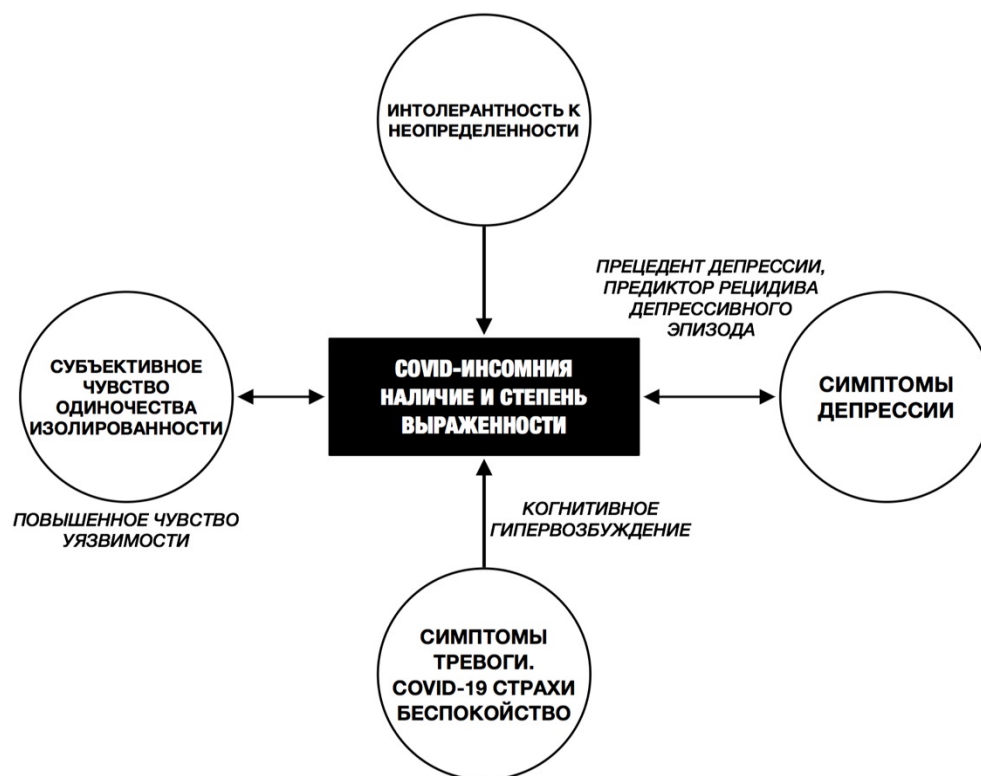 ИНТОЛЕРАНТНОСТЬ К
НЕОПРЕДЕЛЕННОСТИ
ПРЕЦЕДЕНТ ДЕПРЕССИИ,
ПРЕДИКТОР РЕЦИДИВА
ДЕПРЕССИВНОГО
ЭПИЗОДА
СУБЪЕКТИВНОЕ
ЧУВСТВО
ОДИНОЧЕСТВА
ИЗОЛИРОВАННОСТИ
COVID-ИНСОМНИЯ
НАЛИЧИЕ И СТЕПЕНЬ
ВЫРАЖЕННОСТИ
СИМПТОМЫ
ДЕПРЕССИИ
ПОВЫШЕННОЕ ЧУВСТВО
УЯЗВИМОСТИ
КОГНИТИВНОЕ
ГИПЕРВОЗБУЖДЕНИЕ
СИМПТОМЫ
ТРЕВОГИ.
COVID-19 СТРАХИ
БЕСПОКОЙСТВО